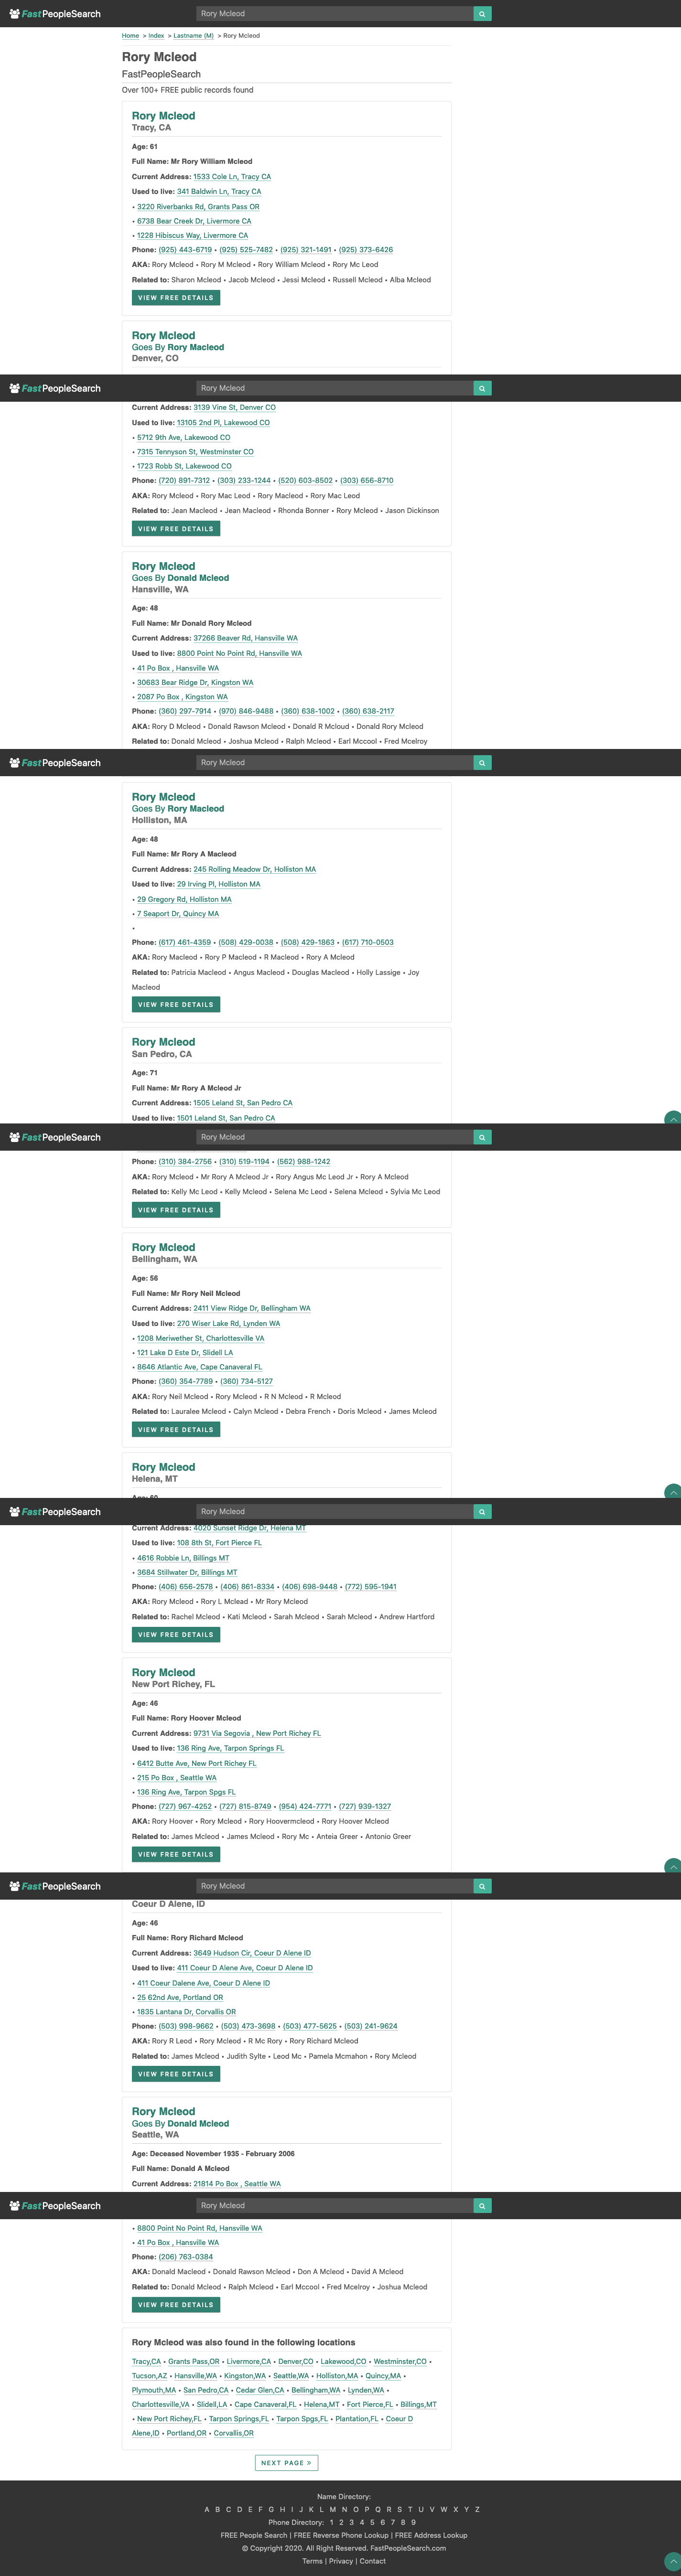 FastPeopleSearch
Rory Mcleod
Home > Index > Lastname (M) > Rory Mcleod
Rory Mcleod
FastPeopleSearch
Over 100+ FREE public records found
Rory Mcleod
Tracy, CA
Age: 61
Full Name: Mr Rory William Mcleod
Current Address: 1533 Cole Ln, Tracy CA
Used to live: 341 Baldwin Ln, Tracy CA
• 3220 Riverbanks Rd, Grants Pass OR
• 6738 Bear Creek Dr, Livermore CA
• 1228 Hibiscus Way, Livermore CA
Phone: (925) 443-6719 • (925) 525-7482 • (925) 321-1491 • (925) 373-6426
AKA: Rory Mcleod • Rory M Mcleod • Rory William Mcleod • Rory Mc Leod
Related to: Sharon Mcleod • Jacob Mcleod • Jessi Mcleod • Russell Mcleod • Alba Mcleod
VIEW FREE DETAILS
Rory Mcleod
Goes By Rory Macleod
Denver, CO
FastPeopleSearch
Rory Mcleod
Current Address: 3139 Vine St, Denver CO
Used to live: 13105 2nd Pl, Lakewood CO
• 5712 9th Ave, Lakewood CO
• 7315 Tennyson St, Westminster CO
• 1723 Robb St, Lakewood CO
Phone: (720) 891-7312 • (303) 233-1244 • (520) 603-8502 • (303) 656-8710
AKA: Rory Mcleod • Rory Mac Leod • Rory Macleod • Rory Mac Leod
Related to: Jean Macleod • Jean Macleod • Rhonda Bonner • Rory Mcleod • Jason Dickinson
VIEW FREE DETAILS
Rory Mcleod
Goes By Donald Mcleod
Hansville, WA
Age: 48
Full Name: Mr Donald Rory Mcleod
Current Address: 37266 Beaver Rd, Hansville WA
Used to live: 8800 Point No Point Rd, Hansville WA
• 41 Po Box , Hansville WA
• 30683 Bear Ridge Dr, Kingston WA
• 2087 Po Box , Kingston WA
Phone: (360) 297-7914 • (970) 846-9488 • (360) 638-1002 • (360) 638-2117
AKA: Rory D Mcleod • Donald Rawson Mcleod • Donald R Mcloud • Donald Rory Mcleod
Related to: Donald Mcleod • Joshua Mcleod • Ralph Mcleod • Earl Mccool • Fred Mcelroy
FastPeopleSearch
Rory Mcleod
Rory Mcleod
Goes By Rory Macleod
Holliston, MA
Age: 48
Full Name: Mr Rory A Macleod
Current Address: 245 Rolling Meadow Dr, Holliston MA
Used to live: 29 Irving Pl, Holliston MA
• 29 Gregory Rd, Holliston MA
• 7 Seaport Dr, Quincy MA
•
Phone: (617) 461-4359 • (508) 429-0038 • (508) 429-1863 • (617) 710-0503
AKA: Rory Macleod • Rory P Macleod • R Macleod • Rory A Mcleod
Related to: Patricia Macleod • Angus Macleod • Douglas Macleod • Holly Lassige • Joy
Macleod
VIEW FREE DETAILS
Rory Mcleod
San Pedro, CA
Age: 71
Full Name: Mr Rory A Mcleod Jr
Current Address: 1505 Leland St, San Pedro CA
Used to live: 1501 Leland St, San Pedro CA
FastPeopleSearch
Rory Mcleod
Phone: (310) 384-2756 • (310) 519-1194 • (562) 988-1242
AKA: Rory Mcleod • Mr Rory A Mcleod Jr • Rory Angus Mc Leod Jr • Rory A Mcleod
Related to: Kelly Mc Leod • Kelly Mcleod • Selena Mc Leod • Selena Mcleod • Sylvia Mc Leod
VIEW FREE DETAILS
Rory Mcleod
Bellingham, WA
Age: 56
Full Name: Mr Rory Neil Mcleod
Current Address: 2411 View Ridge Dr, Bellingham WA
Used to live: 270 Wiser Lake Rd, Lynden WA
• 1208 Meriwether St, Charlottesville VA
• 121 Lake D Este Dr, Slidell LA
• 8646 Atlantic Ave, Cape Canaveral FL
Phone: (360) 354-7789 • (360) 734-5127
AKA: Rory Neil Mcleod • Rory Mcleod • R N Mcleod • R Mcleod
Related to: Lauralee Mcleod • Calyn Mcleod • Debra French • Doris Mcleod • James Mcleod
VIEW FREE DETAILS
Rory Mcleod
Helena, MT
Age: 60
FastPeopleSearch
Rory Mcleod
Current Address: 4020 Sunset Ridge Dr, Helena MT
Used to live: 108 8th St, Fort Pierce FL
• 4616 Robbie Ln, Billings MT
• 3684 Stillwater Dr, Billings MT
Phone: (406) 656-2578 • (406) 861-8334 • (406) 698-9448 • (772) 595-1941
AKA: Rory Mcleod • Rory L Mclead • Mr Rory Mcleod
Related to: Rachel Mcleod • Kati Mcleod • Sarah Mcleod • Sarah Mcleod • Andrew Hartford
VIEW FREE DETAILS
Rory Mcleod
New Port Richey, FL
Age: 46
Full Name: Rory Hoover Mcleod
Current Address: 9731 Via Segovia , New Port Richey FL
Used to live: 136 Ring Ave, Tarpon Springs FL
• 6412 Butte Ave, New Port Richey FL
• 215 Po Box , Seattle WA
• 136 Ring Ave, Tarpon Spgs FL
Phone: (727) 967-4252 • (727) 815-8749 • (954) 424-7771 • (727) 939-1327
AKA: Rory Hoover • Rory Mcleod • Rory Hoovermcleod • Rory Hoover Mcleod
Related to: James Mcleod • James Mcleod • Rory Mc • Anteia Greer • Antonio Greer
VIEW FREE DETAILS
FastPeopleSearch
Rory Mcleod
Coeur D Alene, ID
Age: 46
Full Name: Rory Richard Mcleod
Current Address: 3649 Hudson Cir, Coeur D Alene ID
Used to live: 411 Coeur D Alene Ave, Coeur D Alene ID
• 411 Coeur Dalene Ave, Coeur D Alene ID
• 25 62nd Ave, Portland OR
• 1835 Lantana Dr, Corvallis OR
Phone: (503) 998-9662 • (503) 473-3698 • (503) 477-5625 • (503) 241-9624
AKA: Rory R Leod • Rory Mcleod • R Mc Rory • Rory Richard Mcleod
Related to: James Mcleod • Judith Sylte • Leod Mc • Pamela Mcmahon • Rory Mcleod
VIEW FREE DETAILS
Rory Mcleod
Goes By Donald Mcleod
Seattle, WA
Age: Deceased November 1935 - February 2006
Full Name: Donald A Mcleod
Current Address: 21814 Po Box , Seattle WA
FastPeopleSearch
Rory Mcleod
• 8800 Point No Point Rd, Hansville WA
• 41 Po Box , Hansville WA
Phone: (206) 763-0384
AKA: Donald Macleod • Donald Rawson Mcleod • Don A Mcleod • David A Mcleod
Related to: Donald Mcleod • Ralph Mcleod • Earl Mccool • Fred Mcelroy • Joshua Mcleod
VIEW FREE DETAILS
Rory Mcleod was also found in the following locations
Tracy,CA • Grants Pass,OR • Livermore,CA • Denver,CO • Lakewood,CO • Westminster,CO •
Tucson,AZ • Hansville,WA • Kingston,WA • Seattle,WA • Holliston,MA • Quincy,MA •
Plymouth,MA • San Pedro,CA • Cedar Glen,CA • Bellingham,WA • Lynden,WA •
Charlottesville,VA • Slidell,LA • Cape Canaveral,FL • Helena,MT • Fort Pierce,FL • Billings,MT
• New Port Richey,FL • Tarpon Springs,FL • Tarpon Spgs,FL • Plantation,FL • Coeur D
Alene,ID • Portland,OR • Corvallis,OR
NEXT PAGE »
Name Directory:
A B C D E F G H I J K L M N O P Q R S T U V W X Y Z
Phone Directory: 1 2 3 4 5 6 7 8 9
FREE People Search | FREE Reverse Phone Lookup | FREE Address Lookup
© Copyright 2020. All Right Reserved. FastPeopleSearch.com
Terms | Privacy | Contact